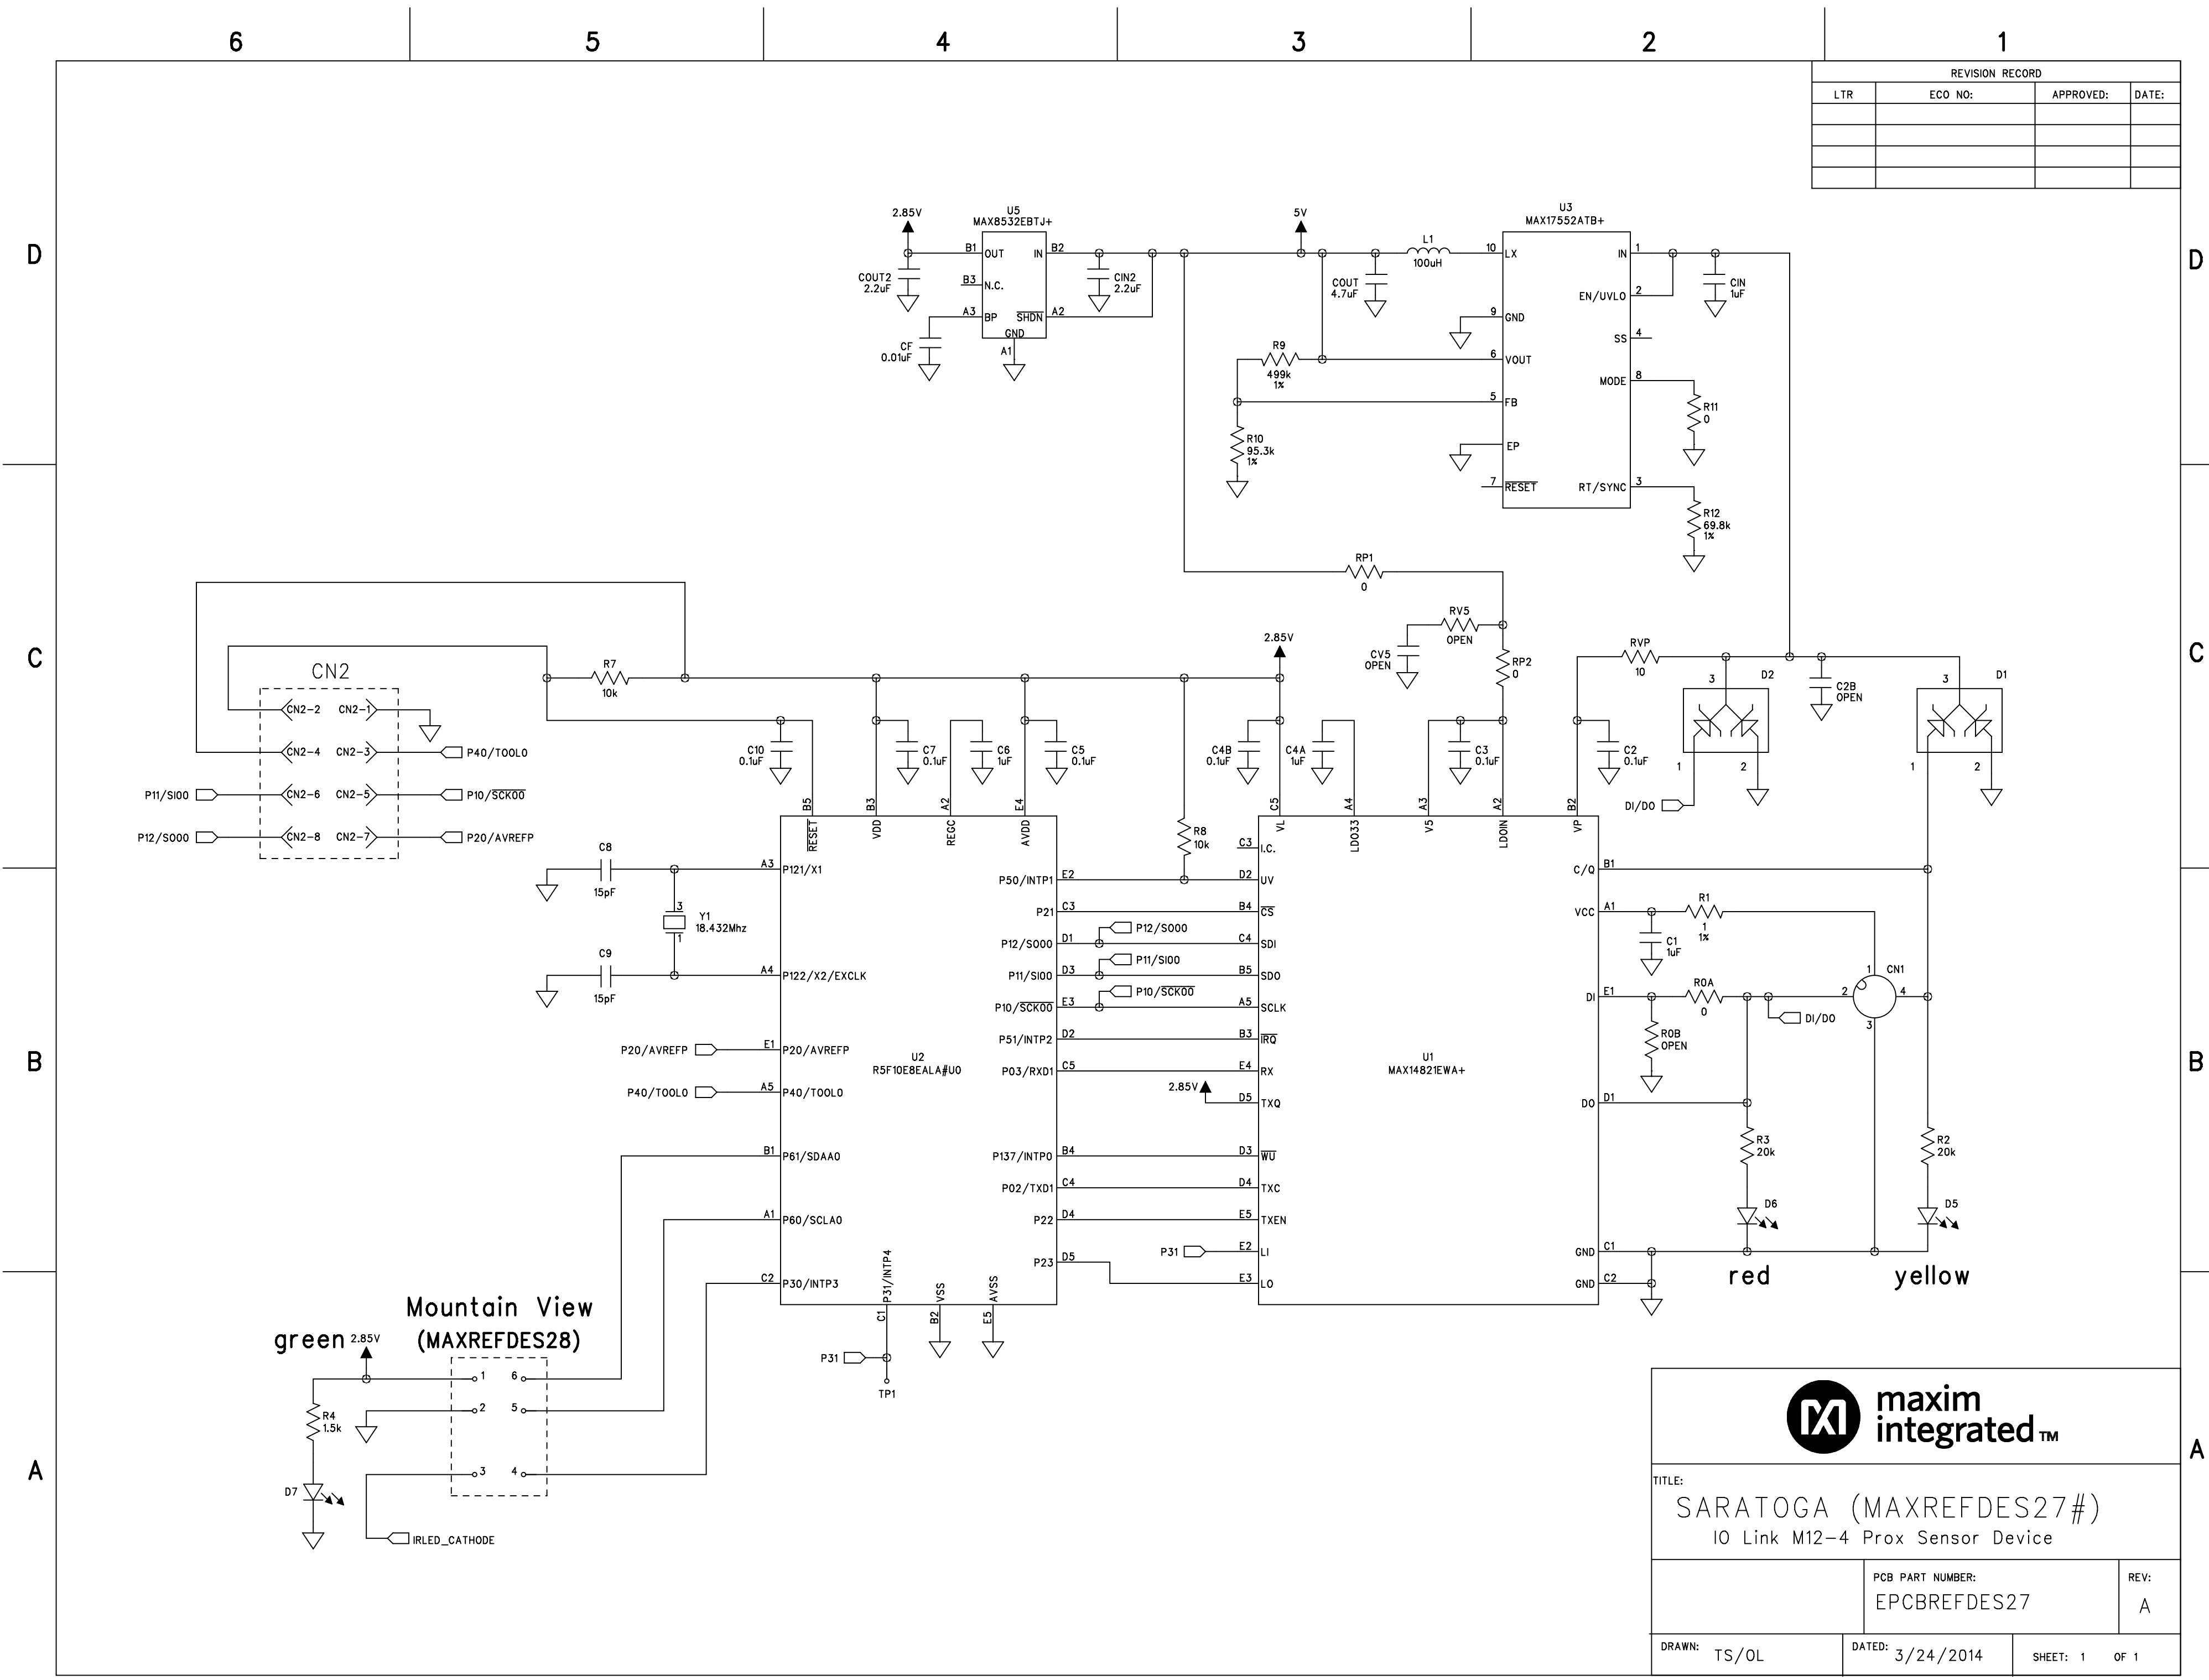 6 5 4 3 2 1
REVISION RECORD
LTR ECO NO: APPROVED: DATE:
D
D
U5
MAX8532EBTJ+
2.85V
B1 OUT IN B2
B3 N.C.
A3 BP SHDN A2
GND
A1
COUT2
2.2uF
CF
0.01uF
CIN2
2.2uF
5V
COUT
4.7uF
L1
100uH
U3
MAX17552ATB+
10 LX IN 1
EN/UVLO 2
9 GND
SS 4
6 VOUT
MODE 8
5 FB
EP
7 RESET RT/SYNC 3
CIN
1uF
R9
499k
1%
R10
95.3k
1%
R11
0
R12
69.8k
1%
RP1
0
RV5
OPEN
CV5
OPEN
RP2
0
C
C
CN2
CN2-2 CN2-1
CN2-4 CN2-3 P40/TOOL0
P11/SI00 CN2-6 CN2-5 P10/SCK00
P12/SO00 CN2-8 CN2-7 P20/AVREFP
R7
10k
2.85V
RVP
10
3 D2
1 2
DI/DO
C2B
OPEN
3 D1
1 2
C10
0.1uF
C7
0.1uF
C6
1uF
C5
0.1uF
C4B
0.1uF
C4A
1uF
C3
0.1uF
C2
0.1uF
R8
10k
B5 B3 A2 E4
RESET VDD REGC AVDD
C5 A4 A3 A2 B2
VL LDO33 V5 LDOIN VP
C8
15pF
C9
15pF
3
Y1
18.432Mhz
1
A3 P121/X1
A4 P122/X2/EXCLK
P20/AVREFP E1 P20/AVREFP
P40/TOOL0 A5 P40/TOOL0
B1 P61/SDAA0
A1 P60/SCLA0
C2 P30/INTP3
U2
R5F10E8EALA#U0
P50/INTP1 E2
P21 C3
P12/SO00 D1
P11/SI00 D3
P10/SCK00 E3
P51/INTP2 D2
P03/RXD1 C5
P137/INTP0 B4
P02/TXD1 C4
P22 D4
P23 D5
P31/INTP4 VSS AVSS
C1 B2 E5
P31
TP1
P12/SO00
P11/SI00
P10/SCK00
2.85V
P31
C3 I.C.
D2 UV
B4 CS
C4 SDI
B5 SDO
A5 SCLK
B3 IRQ
E4 RX
D5 TXQ
D3 WU
D4 TXC
E5 TXEN
E2 LI
E3 LO
U1
MAX14821EWA+
C/Q B1
VCC A1
DI E1
DO D1
GND C1
GND C2
R1
1
1%
C1
1uF
R0A
0
R0B
OPEN
DI/DO
1 CN1
2 4
3
R3
20k
R2
20k
D6
D5
red yellow
B
B
Mountain View
(MAXREFDES28)
green 2.85V
1 6
2 5
3 4
R4
1.5k
D7
IRLED_CATHODE
A
A
maxim
integrated™
TITLE:
SARATOGA (MAXREFDES27#)
IO Link M12-4 Prox Sensor Device
PCB PART NUMBER:
EPCBREFDES27
REV:
A
DRAWN: TS/OL
DATED: 3/24/2014
SHEET: 1 OF 1